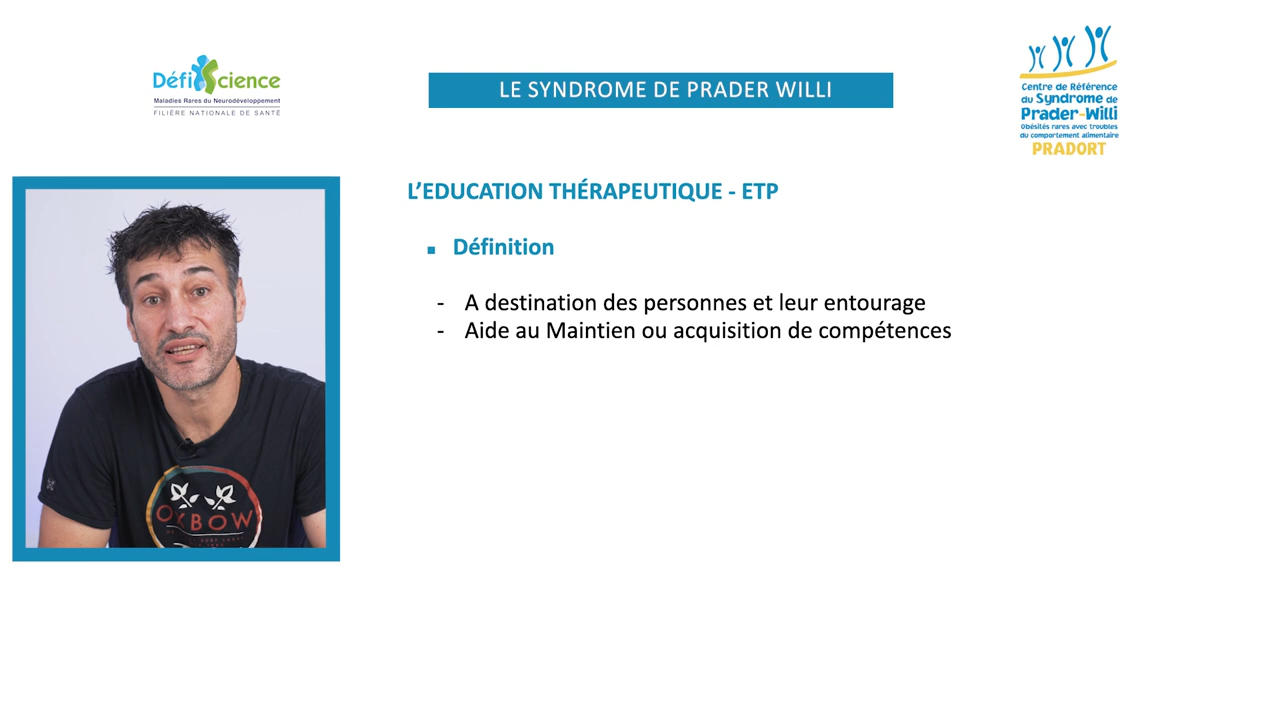 Défi Science
Maladies Rares du Neurodéveloppement
FILIÈRE NATIONALE DE SANTÉ
LE SYNDROME DE PRADER WILLI
Centre de Référence
du Syndrome de
Prader-Willi
Obésités rares avec troubles
du comportement alimentaire
PRADORT
L’EDUCATION THÉRAPEUTIQUE - ETP
▪ Définition
- A destination des personnes et leur entourage
- Aide au Maintien ou acquisition de compétences
OXBOW